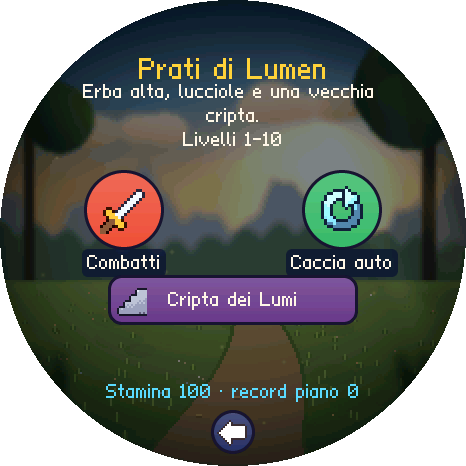 Prati di Lumen
Erba alta, lucciole e una vecchia
cripta.
Livelli 1-10
Combatti
Caccia auto
Cripta dei Lumi
Stamina 100 · record piano 0